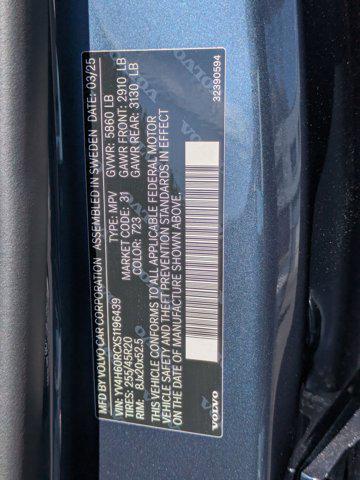 MFD BY VOLVO CAR CORPORATION ASSEMBLED IN SWEDEN DATE: 03/25
GVWR: 5860 LB
GAWR FRONT: 2910 LB
GAWR REAR: 3130 LB
VIN: YV4H60RCXS1196439 TYPE: MPV
TIRES: 255/45R20 MARKET CODE: 31
RIM: 8Jx20x52.5 COLOR: 723
THIS VEHICLE CONFORMS TO ALL APPLICABLE FEDERAL MOTOR
VEHICLE SAFETY AND THEFT PREVENTION STANDARDS IN EFFECT
ON THE DATE OF MANUFACTURE SHOWN ABOVE.
VOLVO 32390594